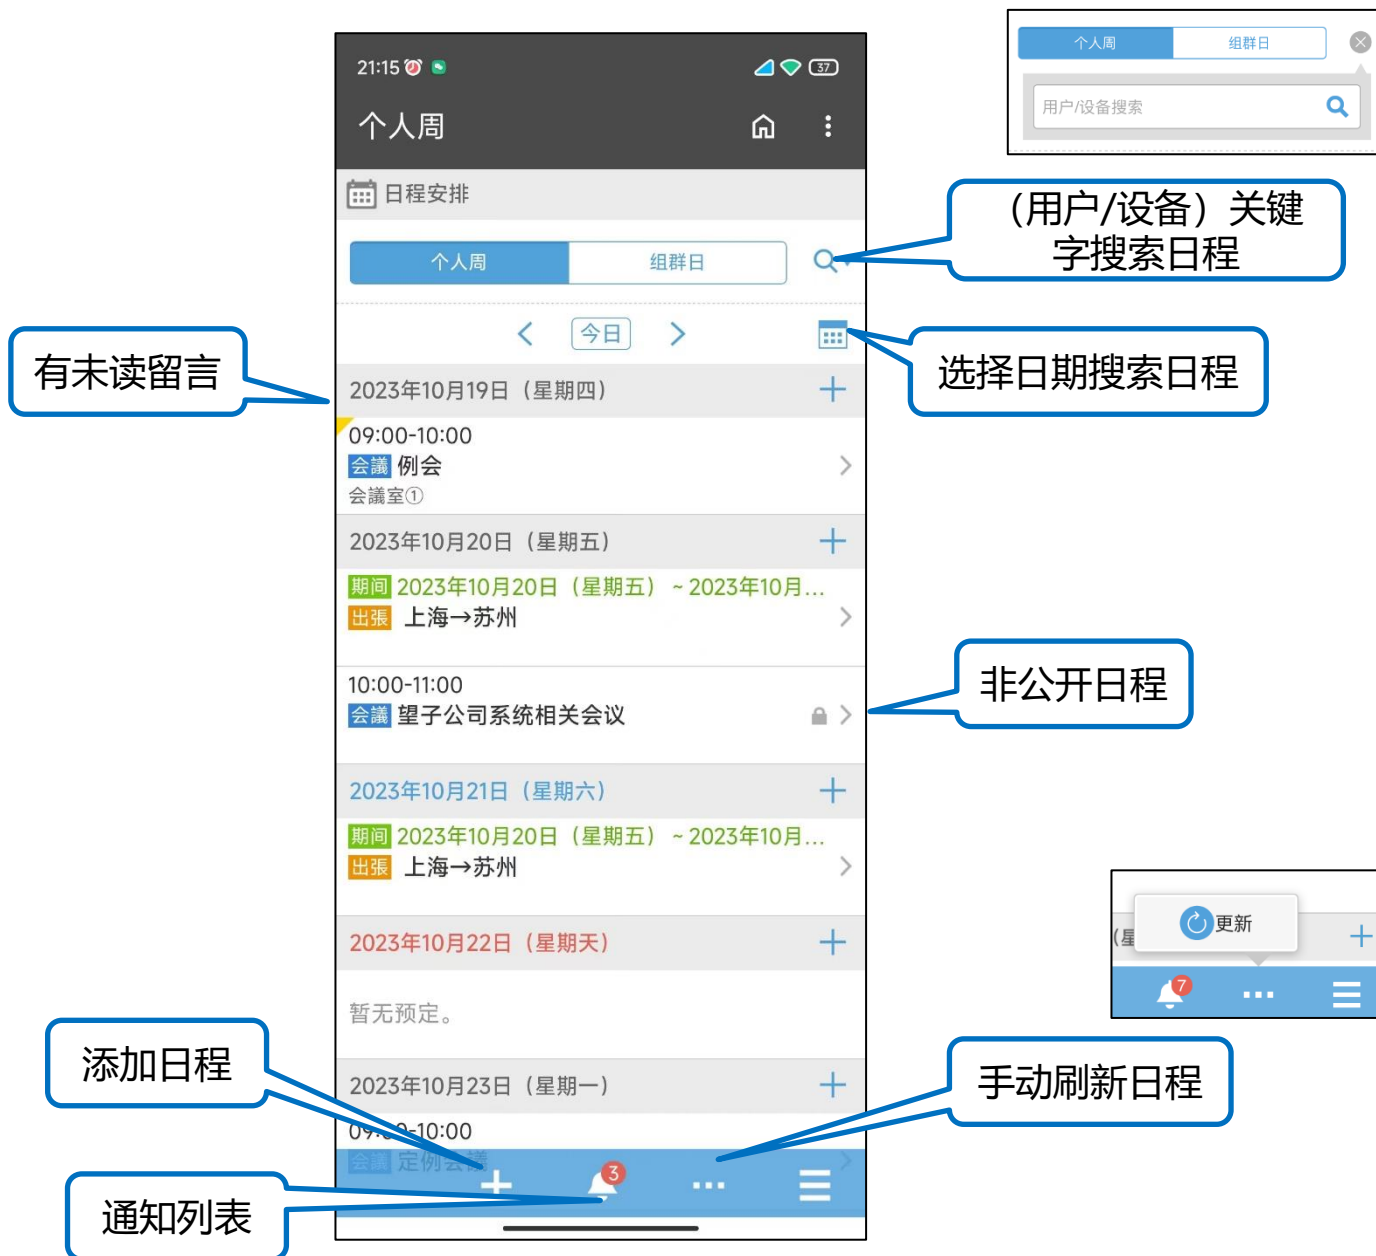 21:15
37
个人周
日程安排
个人周
组群日
今日
2023年10月19日（星期四）
09:00-10:00
会議 例会
会議室①
2023年10月20日（星期五）
期间 2023年10月20日（星期五）~ 2023年10月...
出張 上海→苏州
10:00-11:00
会議 望子公司系统相关会议
2023年10月21日（星期六）
期间 2023年10月20日（星期五）~ 2023年10月...
出張 上海→苏州
2023年10月22日（星期天）
暂无预定。
2023年10月23日（星期一）
09:00-10:00
会議 定例会議
3
有未读留言
添加日程
通知列表
个人周
组群日
用户/设备搜索
（用户/设备）关键
字搜索日程
选择日期搜索日程
非公开日程
更新
(星
7
手动刷新日程